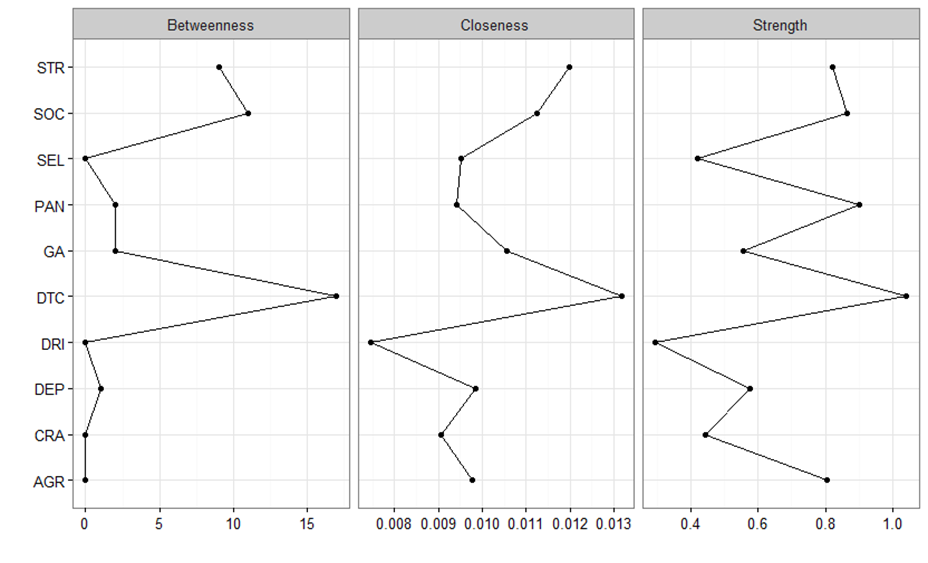 Betweenness Closeness Strength
STR
SOC
SEL
PAN
GA
DTC
DRI
DEP
CRA
AGR
0 5 10 15 0.008 0.009 0.010 0.011 0.012 0.013 0.4 0.6 0.8 1.0